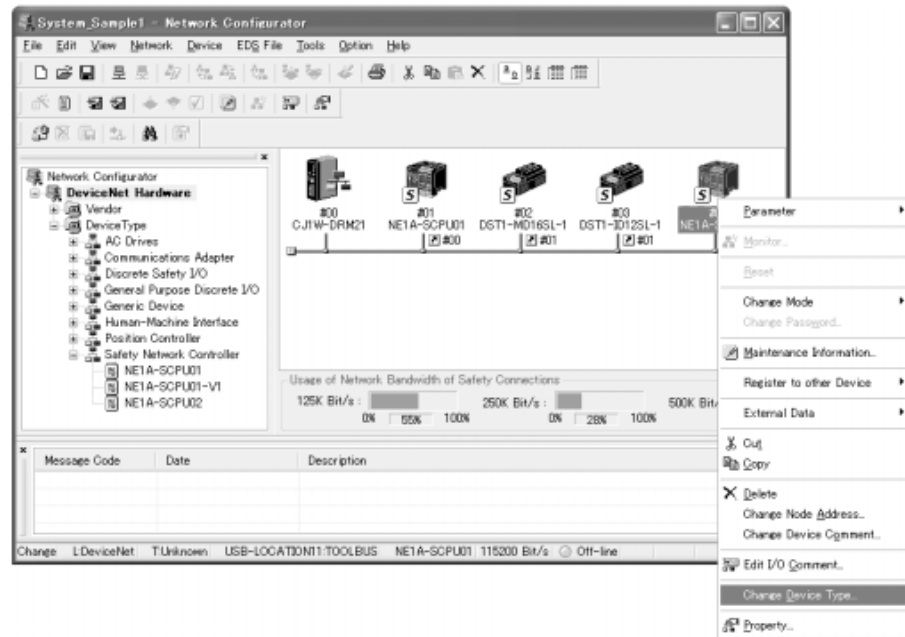 System_Sample1 - Network Configurator
File Edit View Network Device EDS File Tools Option Help
Network Configurator
DeviceNet Hardware
Vendor
DeviceType
AC Drives
Communications Adapter
Discrete Safety I/O
General Purpose Discrete I/O
Generic Device
Human-Machine Interface
Position Controller
Safety Network Controller
NE1A-SCPU01
NE1A-SCPU01-V1
NE1A-SCPU02
#00
CJ1W-DRM21
#01
NE1A-SCPU01
#00
#02
DST1-MD16SL-1
#01
#03
DST1-ID12SL-1
#01
NE1A-S
Usage of Network Bandwidth of Safety Connections
125K Bit/s :
0% 55% 100%
250K Bit/s :
0% 28% 100%
500K Bit/
Message Code Date Description
Change L:DeviceNet T:Unknown USB-LOCATION11:TOOLBUS NE1A-SCPU01 115200 Bit/s Off-line
Parameter
Monitor...
Reset
Change Mode
Change Password...
Maintenance Information...
Register to other Device
External Data
Cut
Copy
Delete
Change Node Address...
Change Device Comment...
Edit I/O Comment...
Change Device Type...
Property...